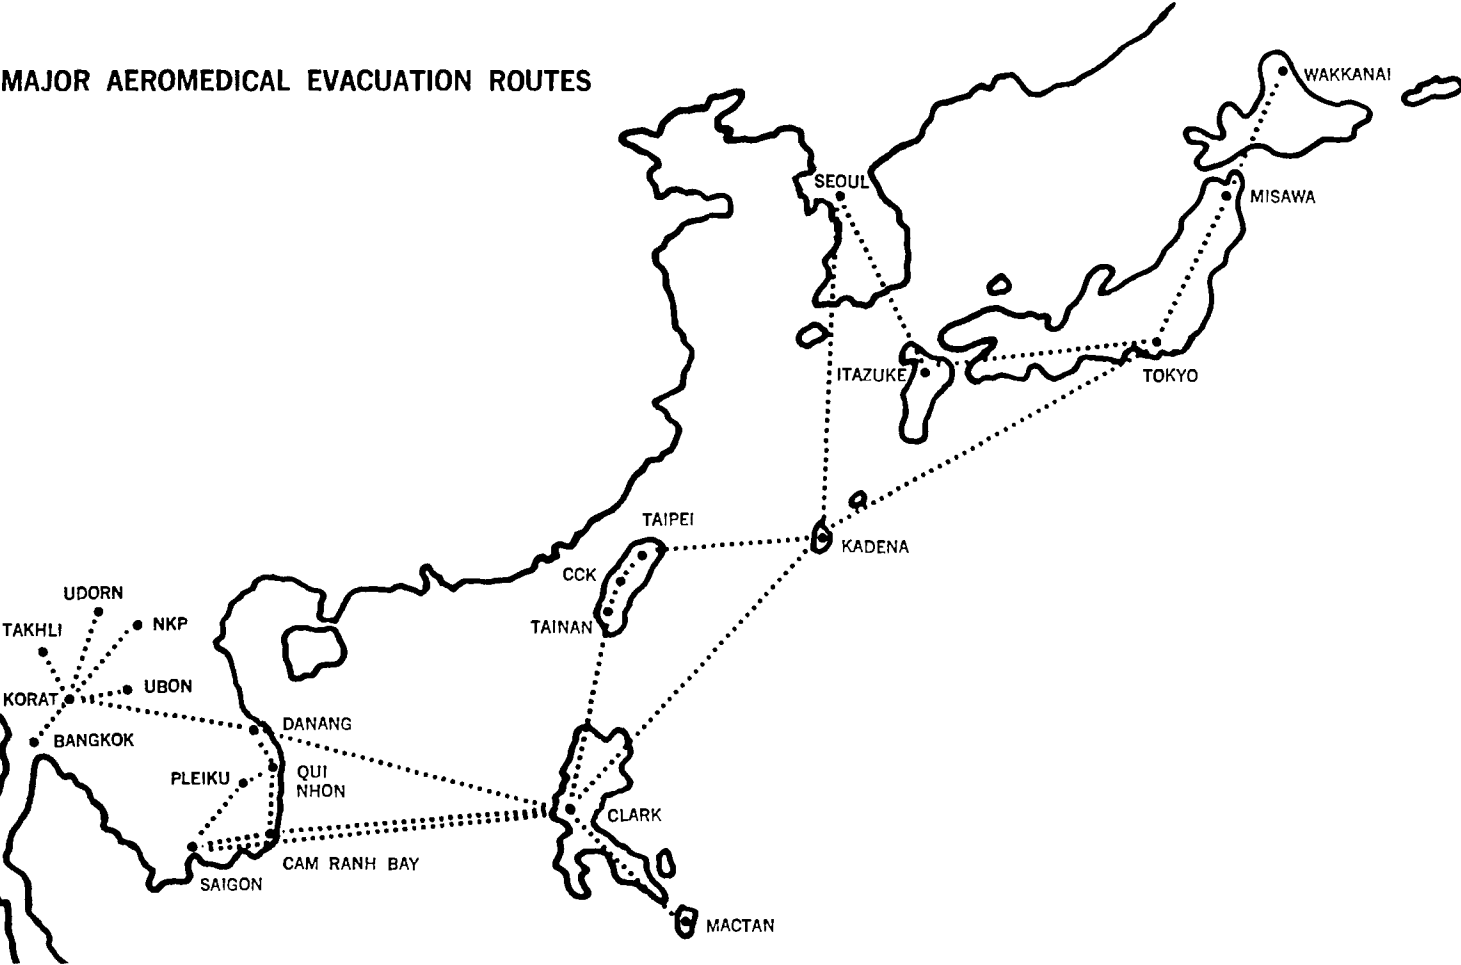 MAJOR AEROMEDICAL EVACUATION ROUTES
WAKKANAI
SEOUL
MISAWA
ITAZUKE
TOKYO
TAIPEI
KADENA
CCK
UDORN
TAKHLI
NKP
TAINAN
UBON
KORAT
DANANG
BANGKOK
PLEIKU
QUI
NHON
CLARK
CAM RANH BAY
SAIGON
MACTAN